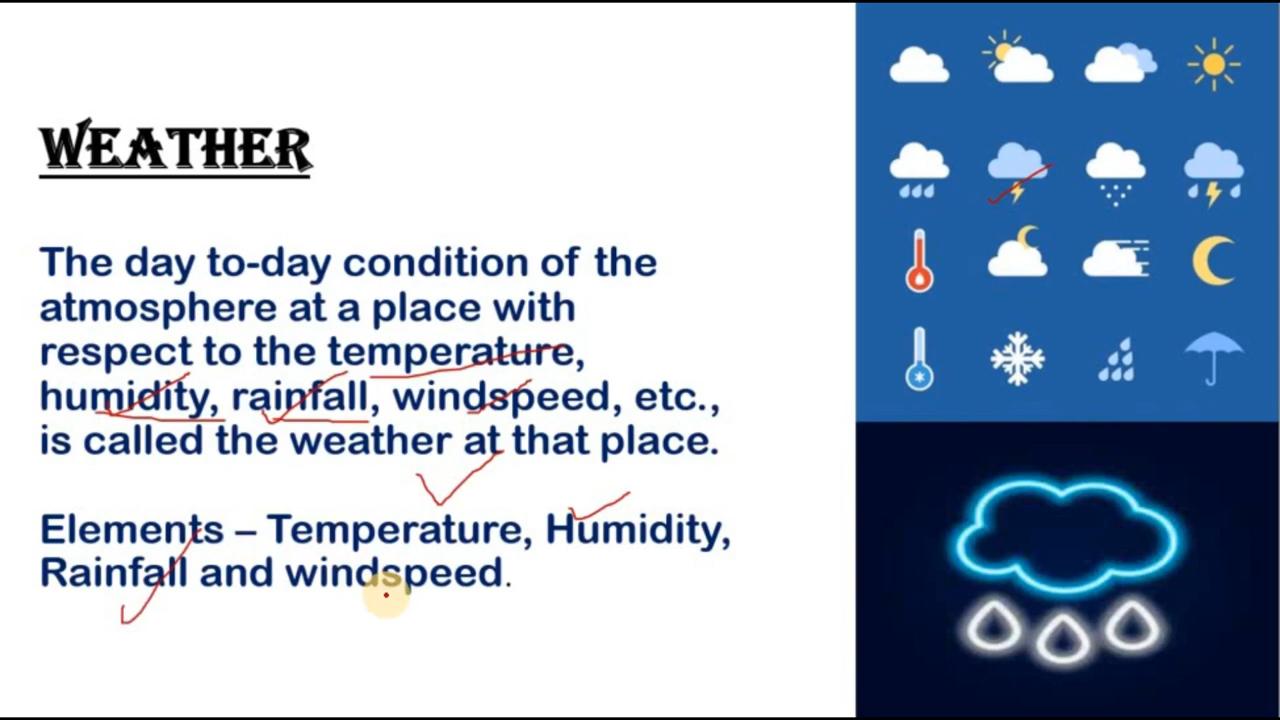 WEATHER
The day to-day condition of the
atmosphere at a place with
respect to the temperature,
humidity, rainfall, windspeed, etc.,
is called the weather at that place.
Elements – Temperature, Humidity,
Rainfall and windspeed.